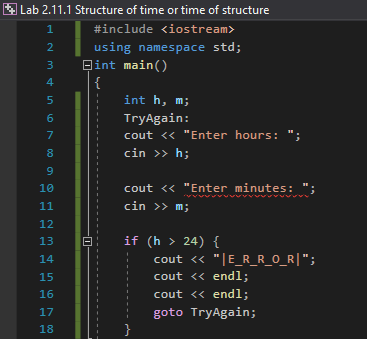 Lab 2.11.1 Structure of time or time of structure
1 #include <iostream>
2 using namespace std;
3 int main()
4 {
5 int h, m;
6 TryAgain:
7 cout << "Enter hours: ";
8 cin >> h;
9
10 cout << "Enter minutes: ";
11 cin >> m;
12
13 if (h > 24) {
14 cout << "|E_R_R_O_R|";
15 cout << endl;
16 cout << endl;
17 goto TryAgain;
18 }